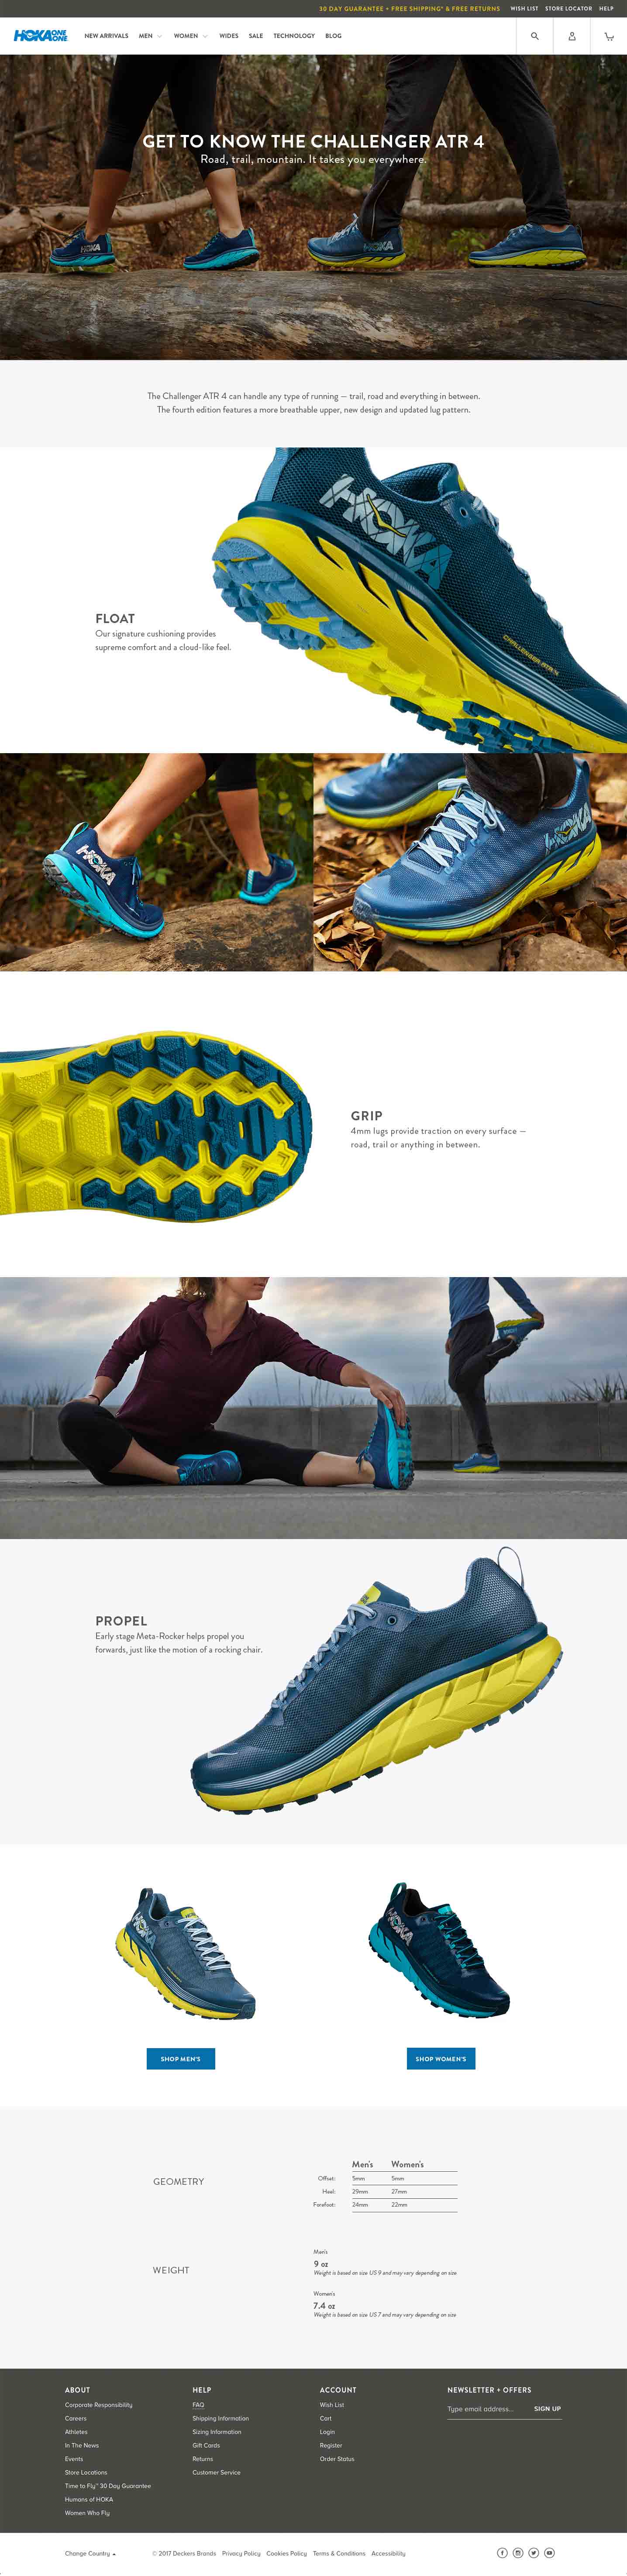 30 DAY GUARANTEE + FREE SHIPPING* & FREE RETURNS WISH LIST STORE LOCATOR HELP
HOKA ONE ONE NEW ARRIVALS MEN WOMEN WIDES SALE TECHNOLOGY BLOG
GET TO KNOW THE CHALLENGER ATR 4
Road, trail, mountain. It takes you everywhere.
HOKA HOKA
The Challenger ATR 4 can handle any type of running — trail, road and everything in between.
The fourth edition features a more breathable upper, new design and updated lug pattern.
HOKA
CHALLENGER ATR 4
FLOAT
Our signature cushioning provides
supreme comfort and a cloud-like feel.
HOKA HOKA
GRIP
4mm lugs provide traction on every surface —
road, trail or anything in between.
PROPEL
Early stage Meta-Rocker helps propel you
forwards, just like the motion of a rocking chair.
HOKA HOKA
SHOP MEN'S SHOP WOMEN'S
Men's Women's
GEOMETRY
Offset: 5mm 5mm
Heel: 29mm 27mm
Forefoot: 24mm 22mm
WEIGHT
Men's
9 oz
Weight is based on size US 9 and may vary depending on size.
Women's
7.4 oz
Weight is based on size US 7 and may vary depending on size.
ABOUT HELP ACCOUNT NEWSLETTER + OFFERS
Corporate Responsibility FAQ Wish List Type email address... SIGN UP
Careers Shipping Information Cart
Athletes Sizing Information Login
In The News Gift Cards Register
Events Returns Order Status
Store Locations Customer Service
Time to Fly™ 30 Day Guarantee
Humans of HOKA
Women Who Fly
Change Country © 2017 Deckers Brands Privacy Policy Cookies Policy Terms & Conditions Accessibility